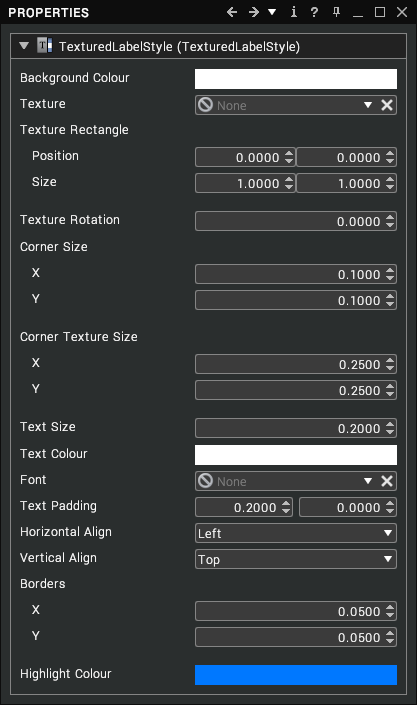 PROPERTIES
TexturedLabelStyle (TexturedLabelStyle)
Background Colour
Texture None
Texture Rectangle
Position 0.0000 0.0000
Size 1.0000 1.0000
Texture Rotation 0.0000
Corner Size
X 0.1000
Y 0.1000
Corner Texture Size
X 0.2500
Y 0.2500
Text Size 0.2000
Text Colour
Font None
Text Padding 0.2000 0.0000
Horizontal Align Left
Vertical Align Top
Borders
X 0.0500
Y 0.0500
Highlight Colour